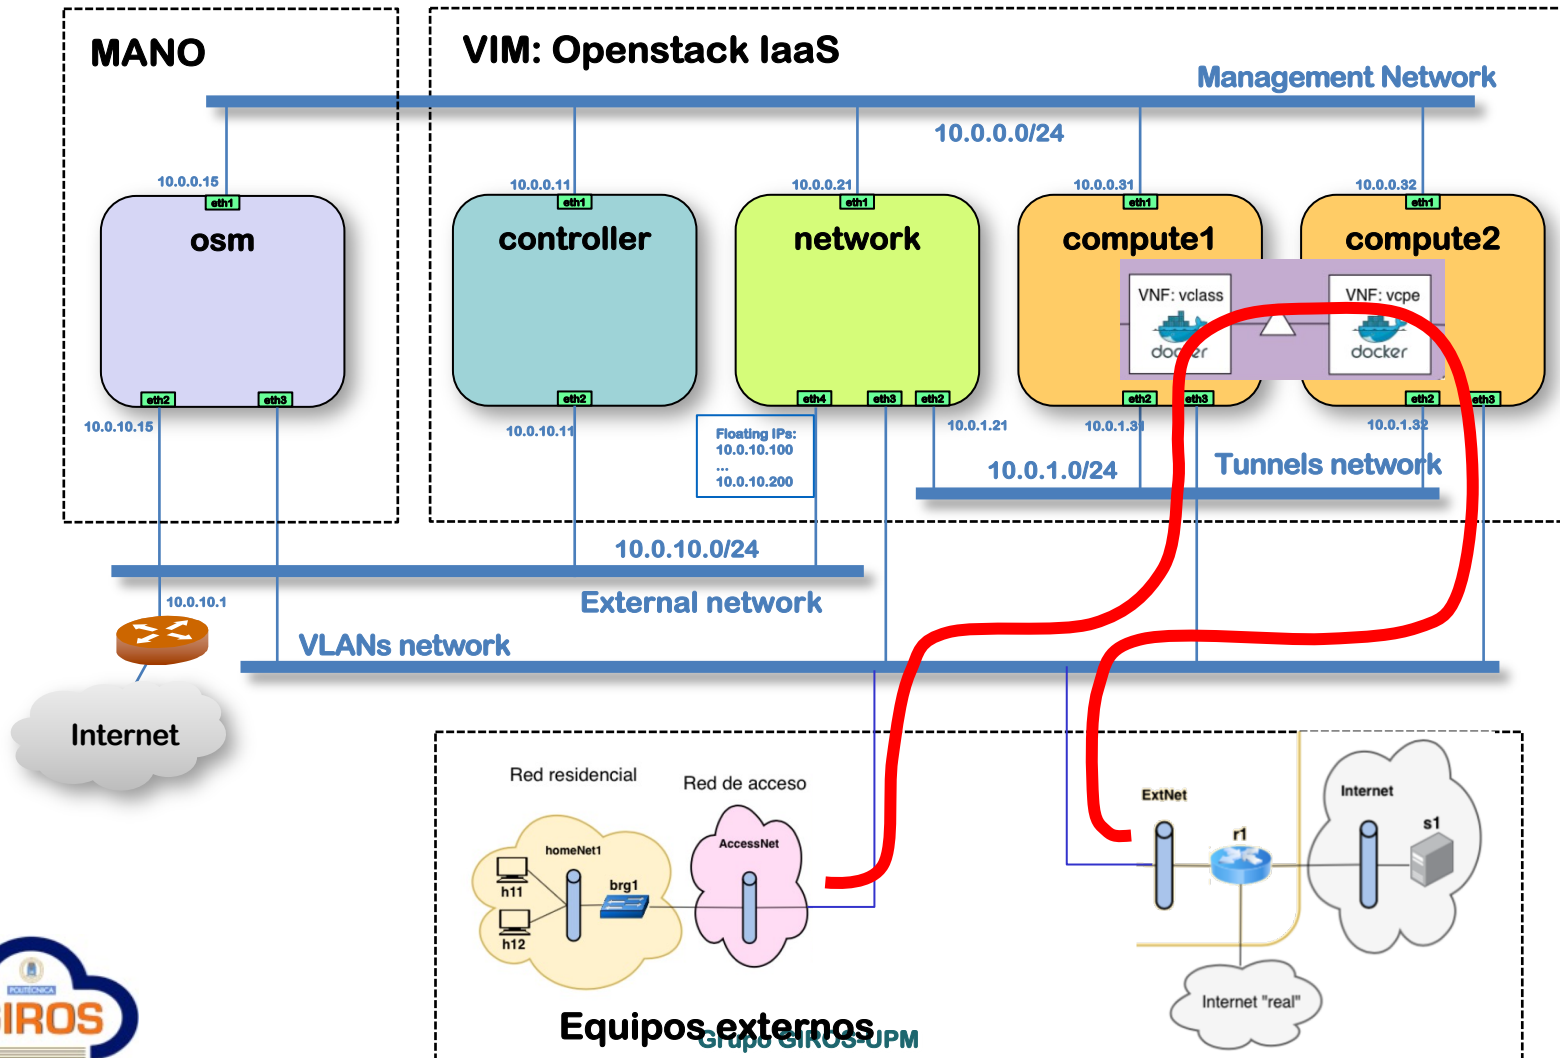 MANO
VIM: Openstack IaaS
Management Network
10.0.0.0/24
10.0.0.15
10.0.0.11
10.0.0.21
10.0.0.31
10.0.0.32
eth1
eth1
eth1
eth1
eth1
osm
controller
network
compute1
compute2
VNF: vclass
VNF: vcpe
docker
docker
eth2
eth3
eth2
eth4
eth3
eth2
eth2
eth3
eth2
eth3
10.0.10.15
10.0.10.11
Floating IPs:
10.0.10.100
...
10.0.10.200
10.0.1.21
10.0.1.31
10.0.1.32
10.0.1.0/24
Tunnels network
10.0.10.0/24
External network
10.0.10.1
VLANs network
Internet
Red residencial
Red de acceso
homeNet1
AccessNet
h11
brg1
h12
ExtNet
r1
Internet
s1
Internet "real"
POLITÉCNICA
Equipos externos
Grupo GIROS-UPM